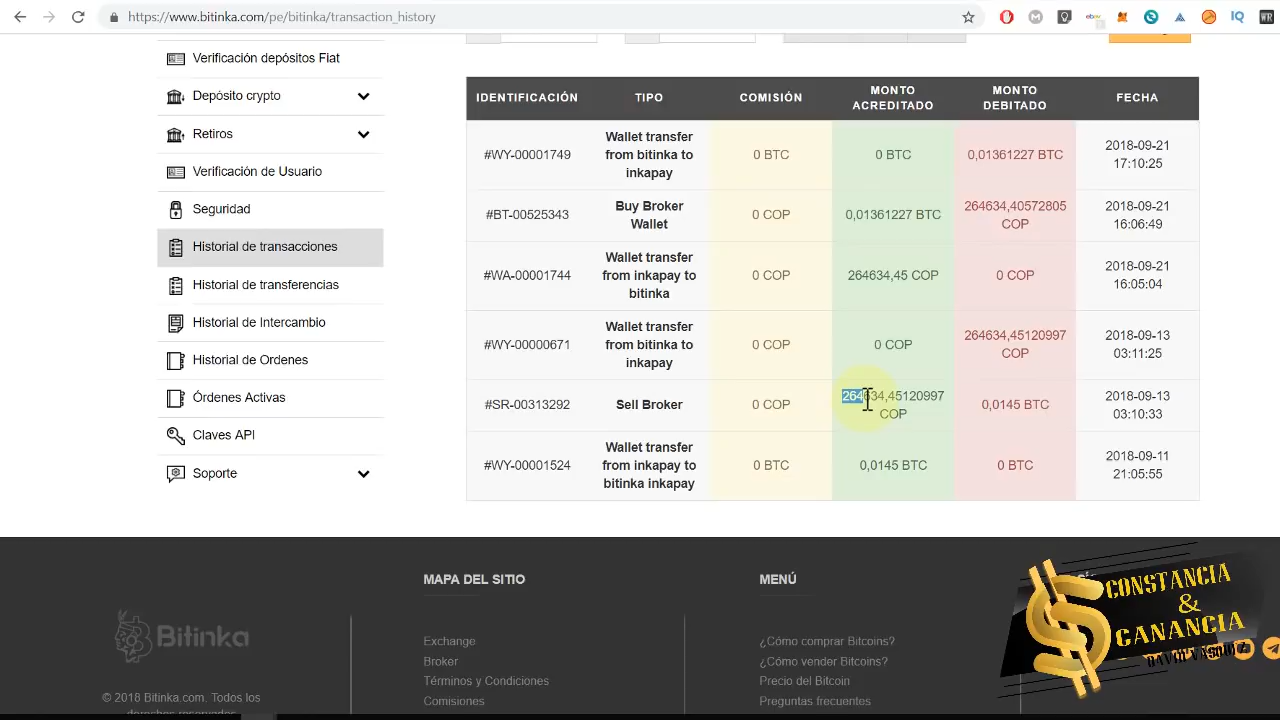 https://www.bitinka.com/pe/bitinka/transaction_history
Verificación depósitos Fiat
Depósito crypto
Retiros
Verificación de Usuario
Seguridad
Historial de transacciones
Historial de transferencias
Historial de Intercambio
Historial de Ordenes
Órdenes Activas
Claves API
Soporte
IDENTIFICACIÓN TIPO COMISIÓN MONTO ACREDITADO MONTO DEBITADO FECHA
#WY-00001749 Wallet transfer from bitinka to inkapay 0 BTC 0 BTC 0,01361227 BTC 2018-09-21 17:10:25
#BT-00525343 Buy Broker Wallet 0 COP 0,01361227 BTC 264634,40572805 COP 2018-09-21 16:06:49
#WA-00001744 Wallet transfer from inkapay to bitinka 0 COP 264634,45 COP 0 COP 2018-09-21 16:05:04
#WY-00000671 Wallet transfer from bitinka to inkapay 0 COP 0 COP 264634,45120997 COP 2018-09-13 03:11:25
#SR-00313292 Sell Broker 0 COP 264634,45120997 COP 0,0145 BTC 2018-09-13 03:10:33
#WY-00001524 Wallet transfer from inkapay to bitinka inkapay 0 BTC 0,0145 BTC 0 BTC 2018-09-11 21:05:55
Bitinka
© 2018 Bitinka.com. Todos los
derechos reservados
MAPA DEL SITIO
Exchange
Broker
Términos y Condiciones
Comisiones
MENÚ
¿Cómo comprar Bitcoins?
¿Cómo vender Bitcoins?
Precio del Bitcoin
Preguntas frecuentes
CONSTANCIA
&
GANANCIA